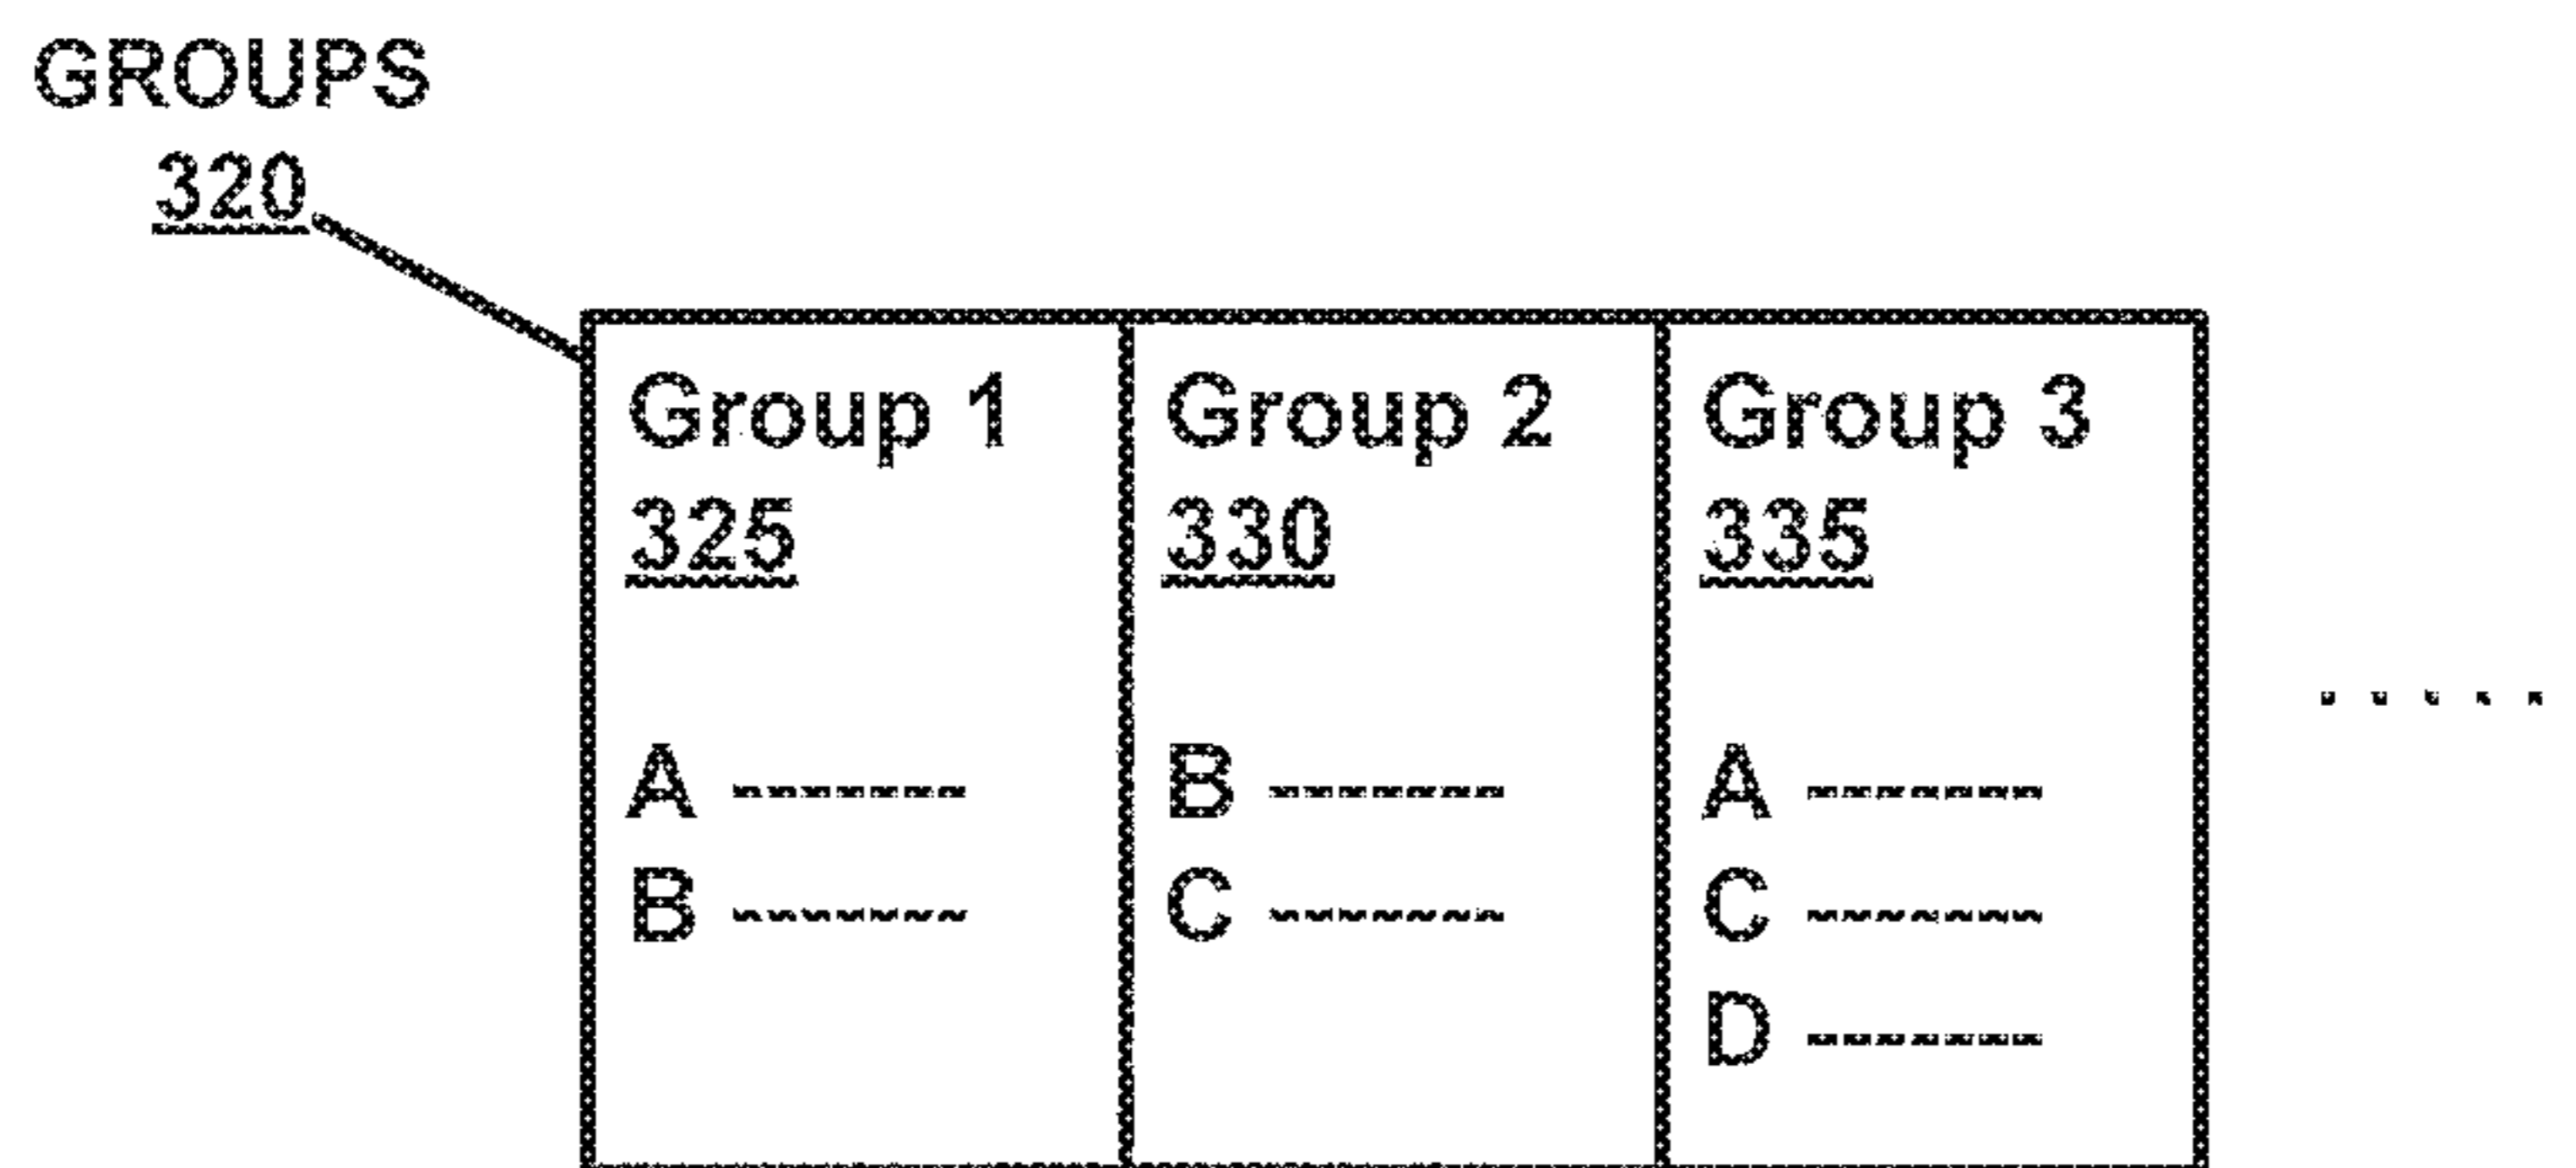 GROUPS
320
Group 1
325
A -------
B -------
Group 2
330
B -------
C -------
Group 3
335
A -------
C -------
D -------
. . . . .